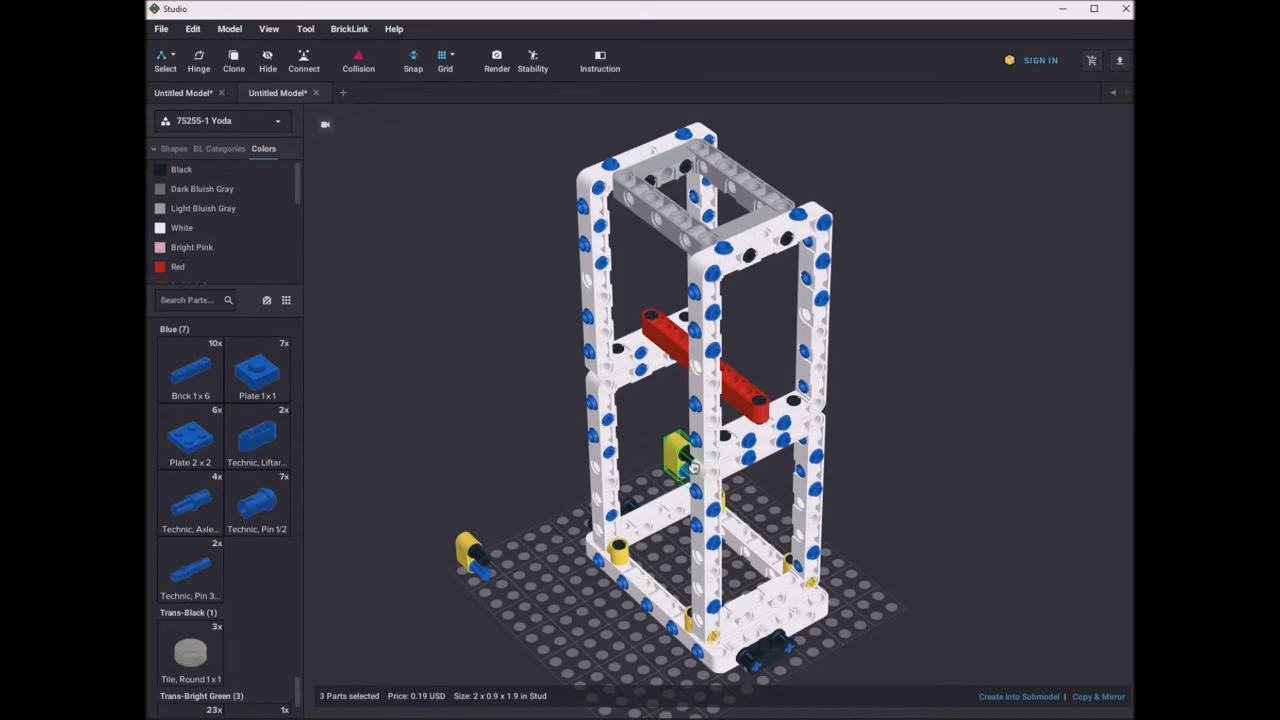 Studio
File Edit Model View Tool BrickLink Help
Select Hinge Clone Hide Connect Collision Snap Grid Render Stability Instruction SIGN IN
Untitled Model* Untitled Model*
75255-1 Yoda
Shapes BL Categories Colors
Black
Dark Bluish Gray
Light Bluish Gray
White
Bright Pink
Red
Search Parts...
Blue (7)
10x 7x
Brick 1 x 6 Plate 1 x 1
6x 2x
Plate 2 x 2 Technic, Liftar...
4x 7x
Technic, Axle... Technic, Pin 1/2
2x
Technic, Pin 3...
Trans-Black (1)
3x
Tile, Round 1 x 1
Trans-Bright Green (3)
23x 1x
3 Parts selected Price: 0.19 USD Size: 2 x 0.9 x 1.9 in Stud Create Into Submodel | Copy & Mirror